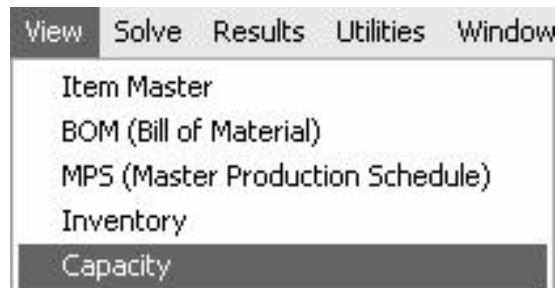 View Solve Results Utilities Window
Item Master
BOM (Bill of Material)
MPS (Master Production Schedule)
Inventory
Capacity